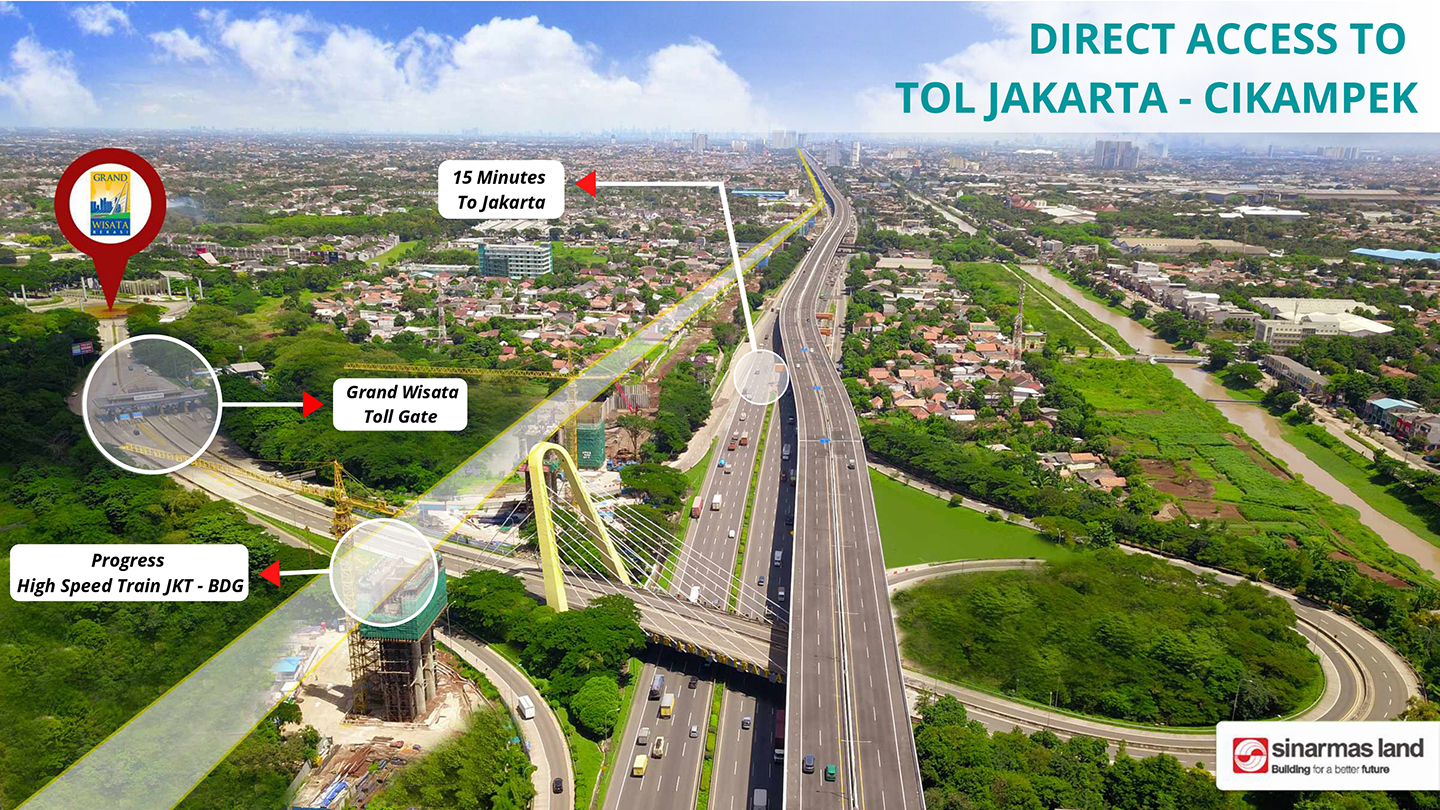 DIRECT ACCESS TO
TOL JAKARTA - CIKAMPEK
GRAND
WISATA
BEKASI
15 Minutes
To Jakarta
Grand Wisata
Toll Gate
Progress
High Speed Train JKT - BDG
sinarmas land
Building for a better future